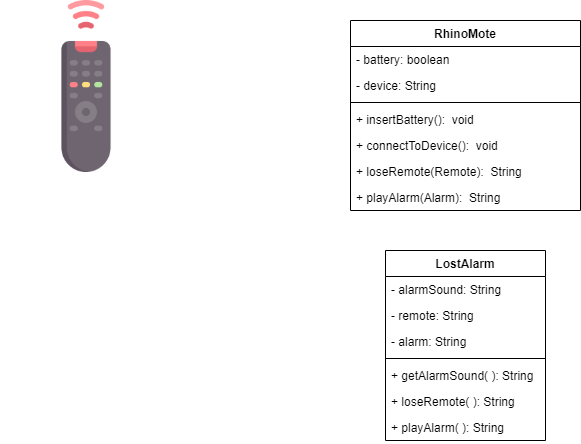 RhinoMote
- battery: boolean
- device: String
+ insertBattery():  void
+ connectToDevice():  void
+ loseRemote(Remote):  String
+ playAlarm(Alarm):  String
LostAlarm
- alarmSound: String
- remote: String
- alarm: String
+ getAlarmSound( ): String
+ loseRemote( ): String
+ playAlarm( ): String